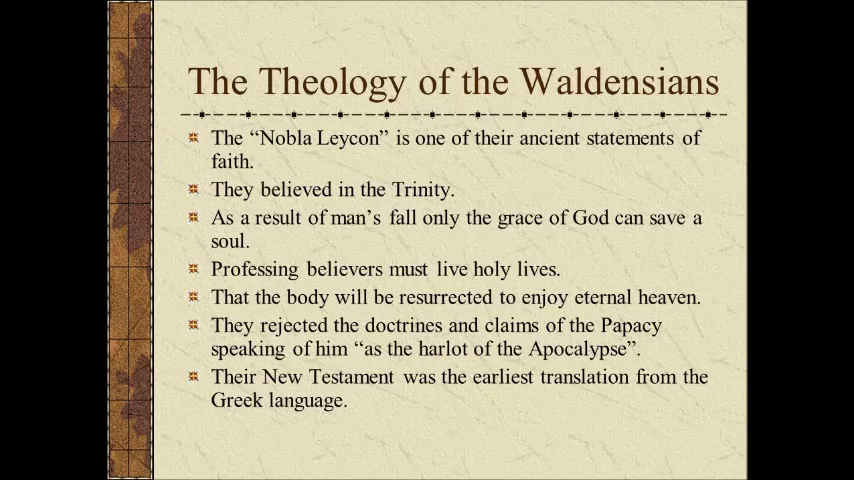 The Theology of the Waldensians
The “Nobla Leycon” is one of their ancient statements of
faith.
They believed in the Trinity.
As a result of man’s fall only the grace of God can save a
soul.
Professing believers must live holy lives.
That the body will be resurrected to enjoy eternal heaven.
They rejected the doctrines and claims of the Papacy
speaking of him “as the harlot of the Apocalypse”.
Their New Testament was the earliest translation from the
Greek language.